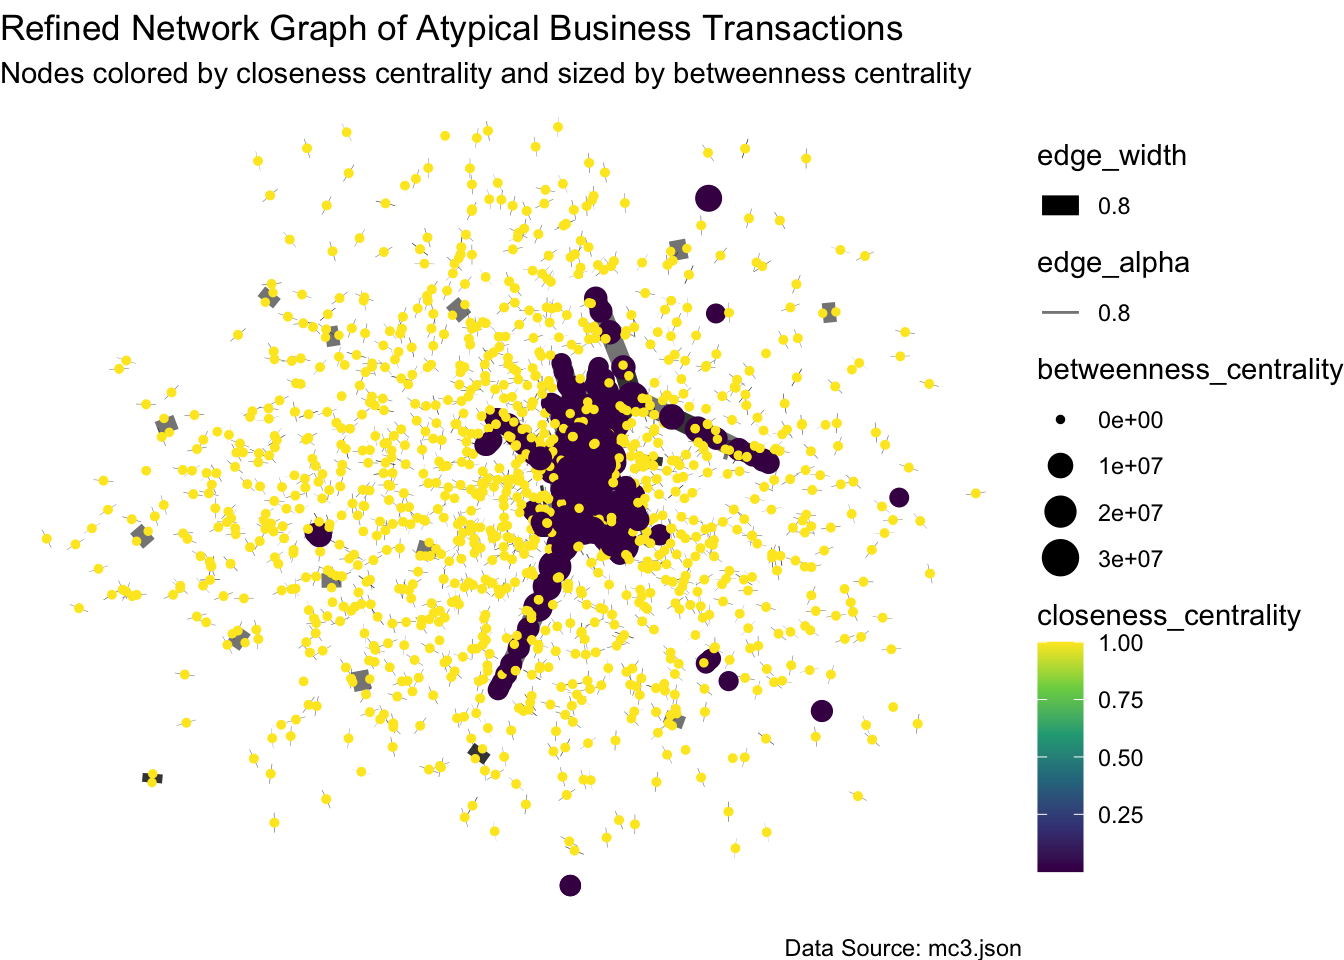 Refined Network Graph of Atypical Business Transactions
Nodes colored by closeness centrality and sized by betweenness centrality
edge_width
0.8
edge_alpha
0.8
betweenness_centrality
0e+00
1e+07
2e+07
3e+07
closeness_centrality
1.00
0.75
0.50
0.25
Data Source: mc3.json